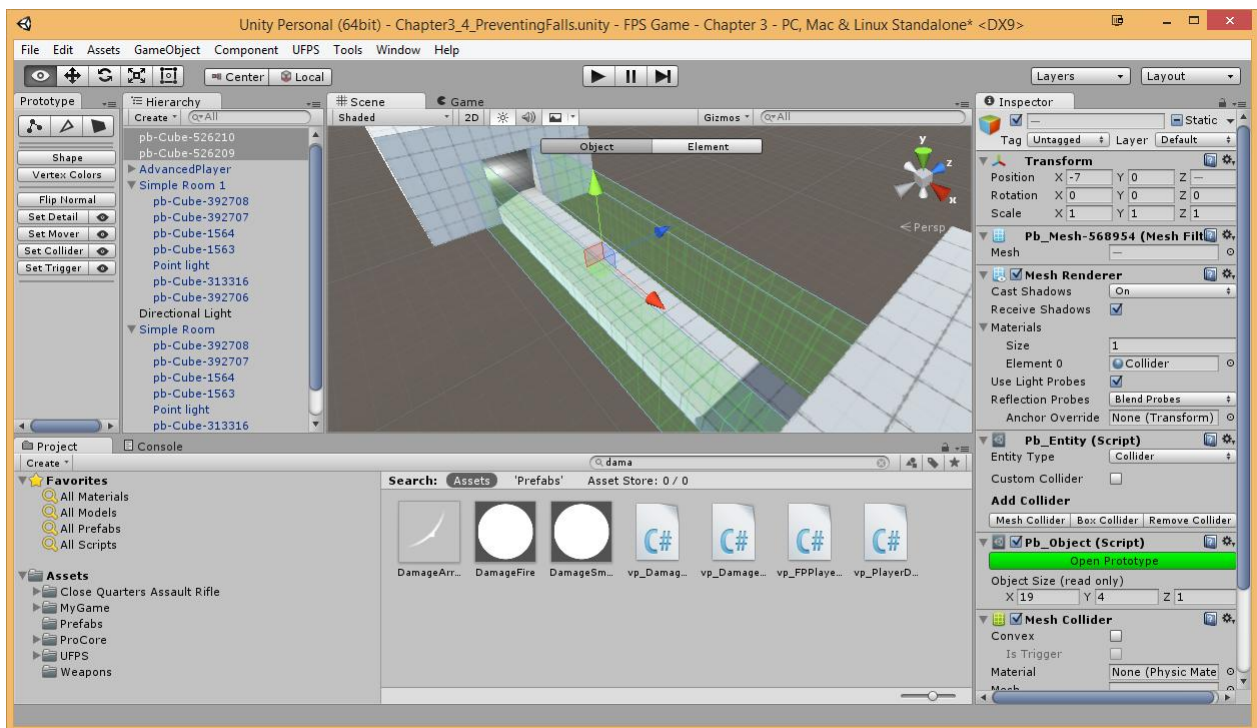 Unity Personal (64bit) - Chapter3_4_PreventingFalls.unity - FPS Game - Chapter 3 - PC, Mac & Linux Standalone* <DX9>
File Edit Assets GameObject Component UFPS Tools Window Help
Center Local Layers Layout
Prototype
Shape
Vertex Colors
Flip Normal
Set Detail
Set Mover
Set Collider
Set Trigger
Hierarchy
Create All
pb-Cube-526210
pb-Cube-526209
AdvancedPlayer
Simple Room 1
pb-Cube-392708
pb-Cube-392707
pb-Cube-1564
pb-Cube-1563
Point light
pb-Cube-313316
pb-Cube-392706
Directional Light
Simple Room
pb-Cube-392708
pb-Cube-392707
pb-Cube-1564
pb-Cube-1563
Point light
pb-Cube-313316
Scene Game
Shaded 2D Gizmos All
Object Element
y
z
x
Persp
Inspector
— Static
Tag Untagged Layer Default
Transform
Position X -7 Y 0 Z —
Rotation X 0 Y 0 Z 0
Scale X 1 Y 1 Z 1
Pb_Mesh-568954 (Mesh Filt
Mesh —
Mesh Renderer
Cast Shadows On
Receive Shadows
Materials
Size 1
Element 0 Collider
Use Light Probes
Reflection Probes Blend Probes
Anchor Override None (Transform)
Pb_Entity (Script)
Entity Type Collider
Custom Collider
Add Collider
Mesh Collider Box Collider Remove Collider
Pb_Object (Script)
Open Prototype
Object Size (read only)
X 19 Y 4 Z 1
Mesh Collider
Convex
Is Trigger
Material None (Physic Mate
Project Console
Create dama
Favorites
All Materials
All Models
All Prefabs
All Scripts
Assets
Close Quarters Assault Rifle
MyGame
Prefabs
ProCore
UFPS
Weapons
Search: Assets 'Prefabs' Asset Store: 0 / 0
C# C# C# C#
DamageArr... DamageFire DamageSm... vp_Damag... vp_Damage... vp_FPPlaye... vp_PlayerD...